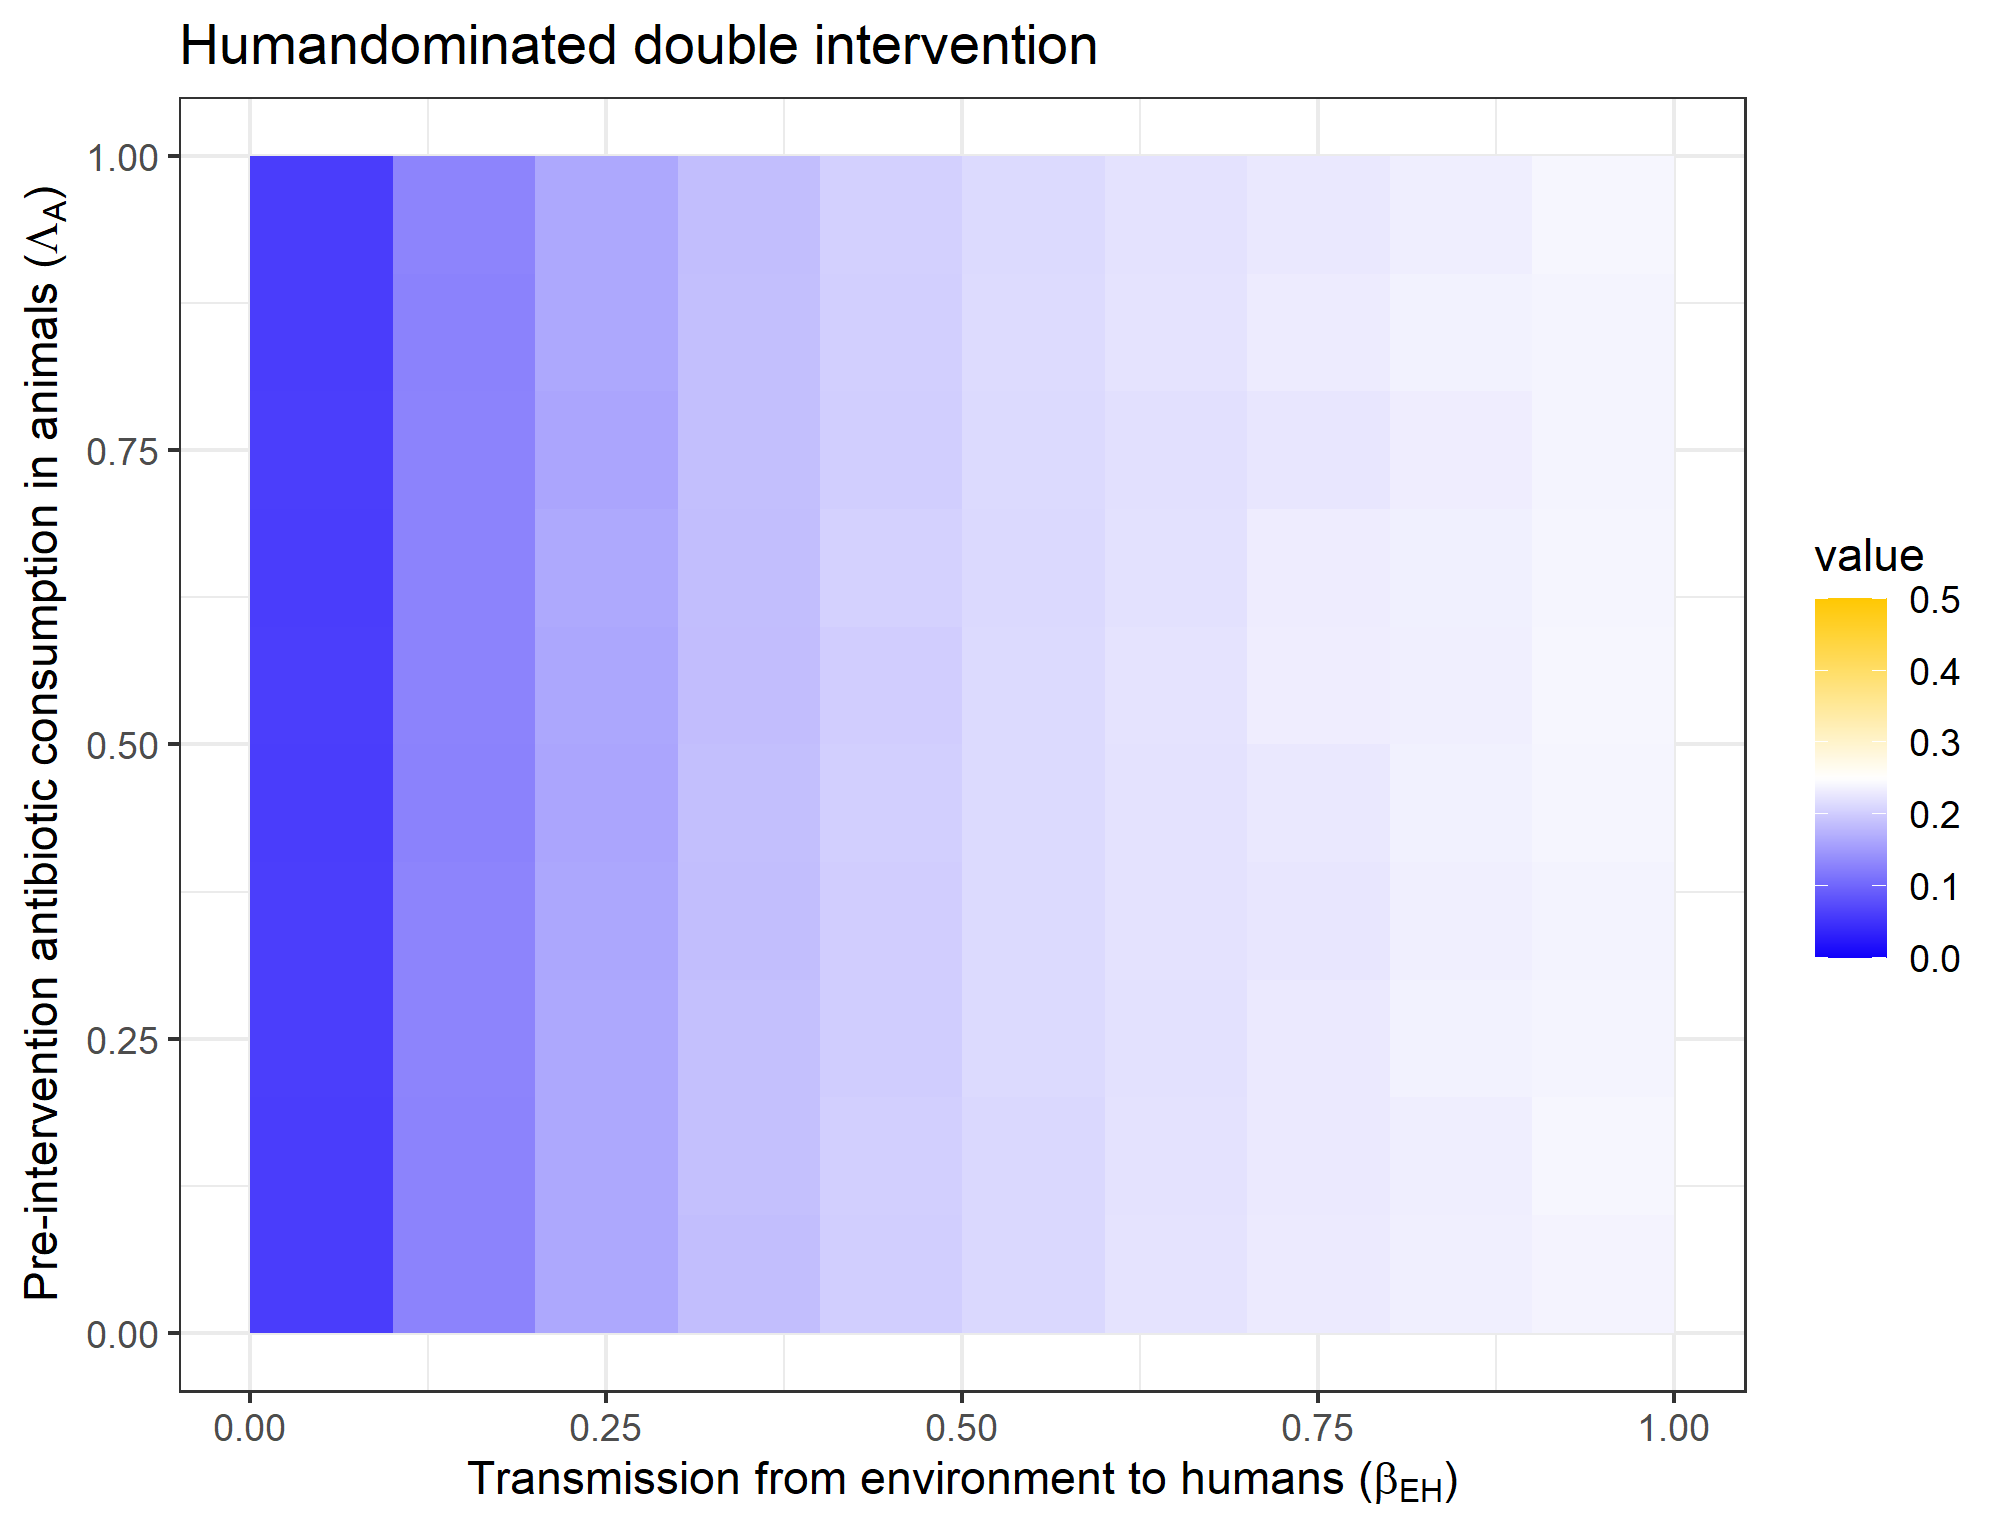 Humandominated double intervention
Pre-intervention antibiotic consumption in animals (Λ_A)
1.00
0.75
0.50
0.25
0.00
0.00 0.25 0.50 0.75 1.00
Transmission from environment to humans (β_EH)
value
0.5
0.4
0.3
0.2
0.1
0.0